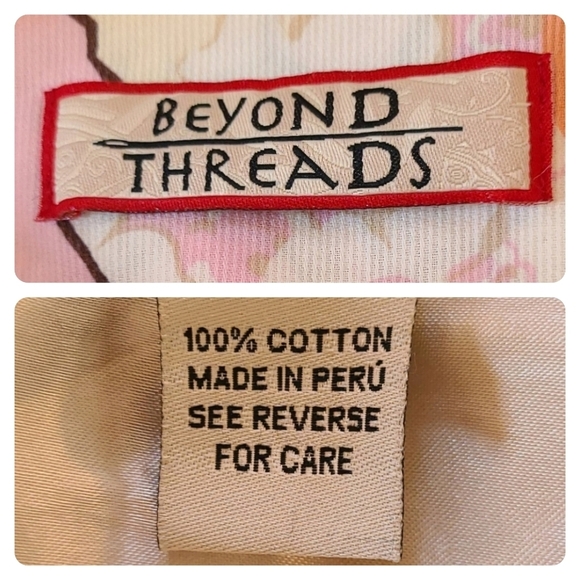 BEYOND
THREADS
100% COTTON
MADE IN PERÚ
SEE REVERSE
FOR CARE